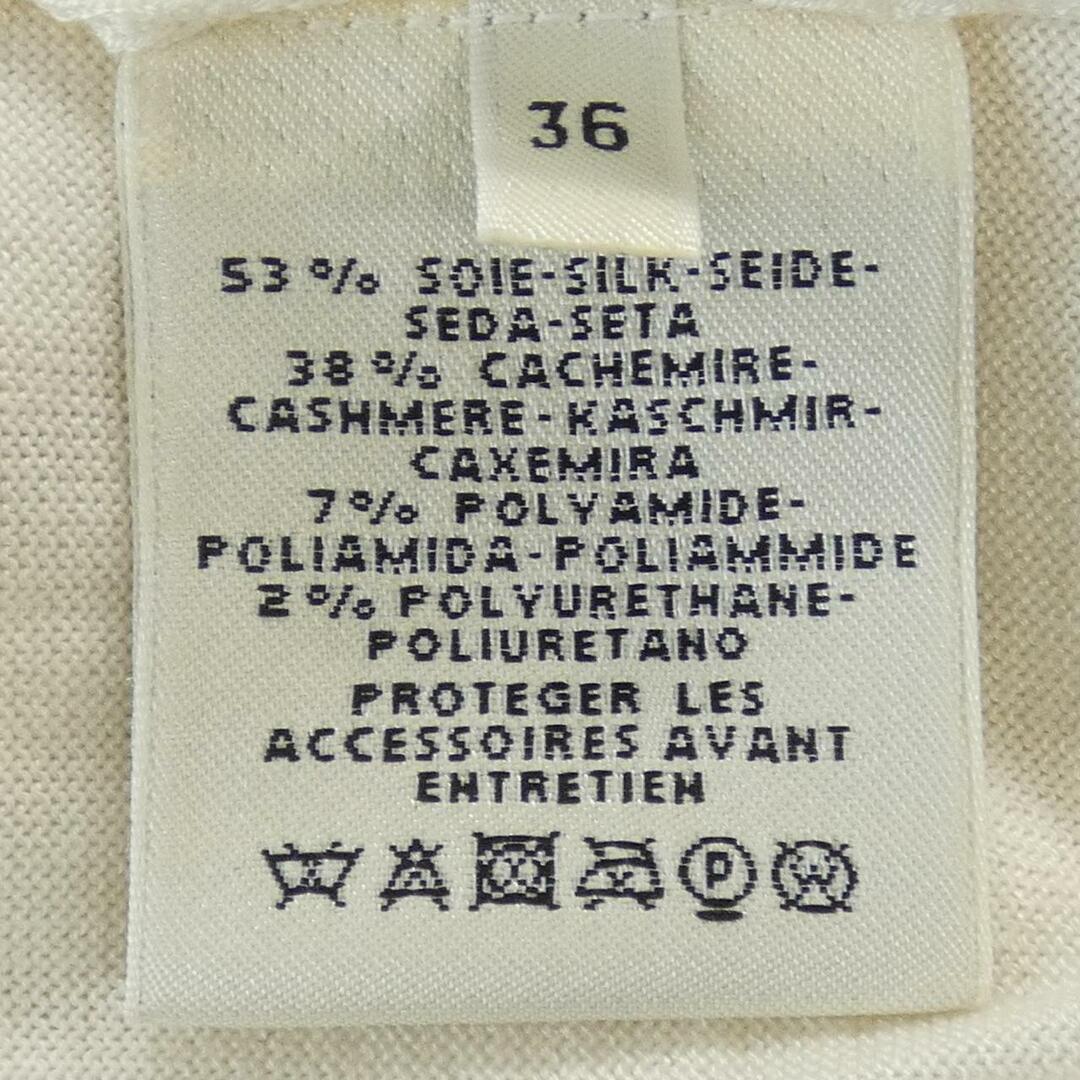 36
53% SOIE-SILK-SEIDE-
SEDA-SETA
38% CACHEMIRE-
CASHMERE-KASCHMIR-
CAXEMIRA
7% POLYAMIDE-
POLIAMIDA-POLIAMMIDE
2% POLYURETHANE-
POLIURETANO
PROTEGER LES
ACCESSOIRES AVANT
ENTRETIEN
P W